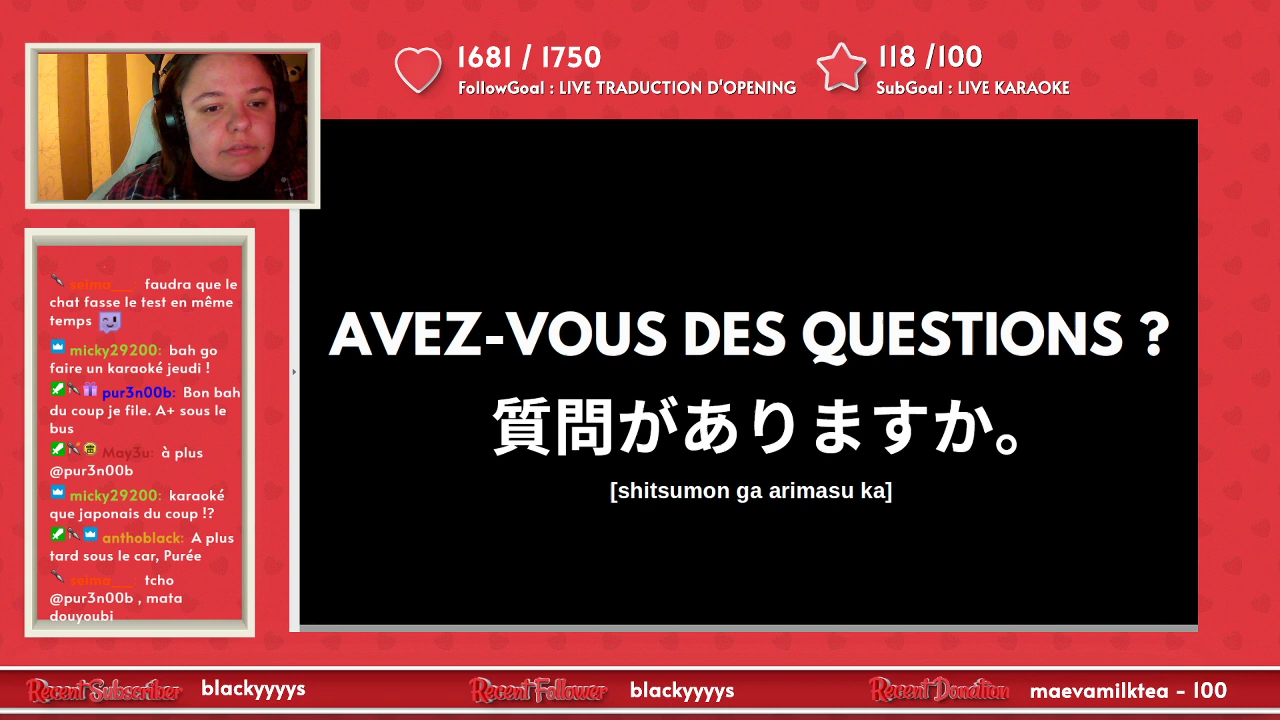 1681 / 1750
FollowGoal : LIVE TRADUCTION D'OPENING
118 /100
SubGoal : LIVE KARAOKE
AVEZ-VOUS DES QUESTIONS ?
質問がありますか。
[shitsumon ga arimasu ka]
seima___: faudra que le
chat fasse le test en même
temps
micky29200: bah go
faire un karaoké jeudi !
pur3n00b: Bon bah
du coup je file. A+ sous le
bus
May3u: à plus
@pur3n00b
micky29200: karaoké
que japonais du coup !?
anthoblack: A plus
tard sous le car, Purée
seima___: tcho
@pur3n00b , mata
douyoubi
Recent Subscriber blackyyyys
Recent Follower blackyyyys
Recent Donation maevamilktea - 100